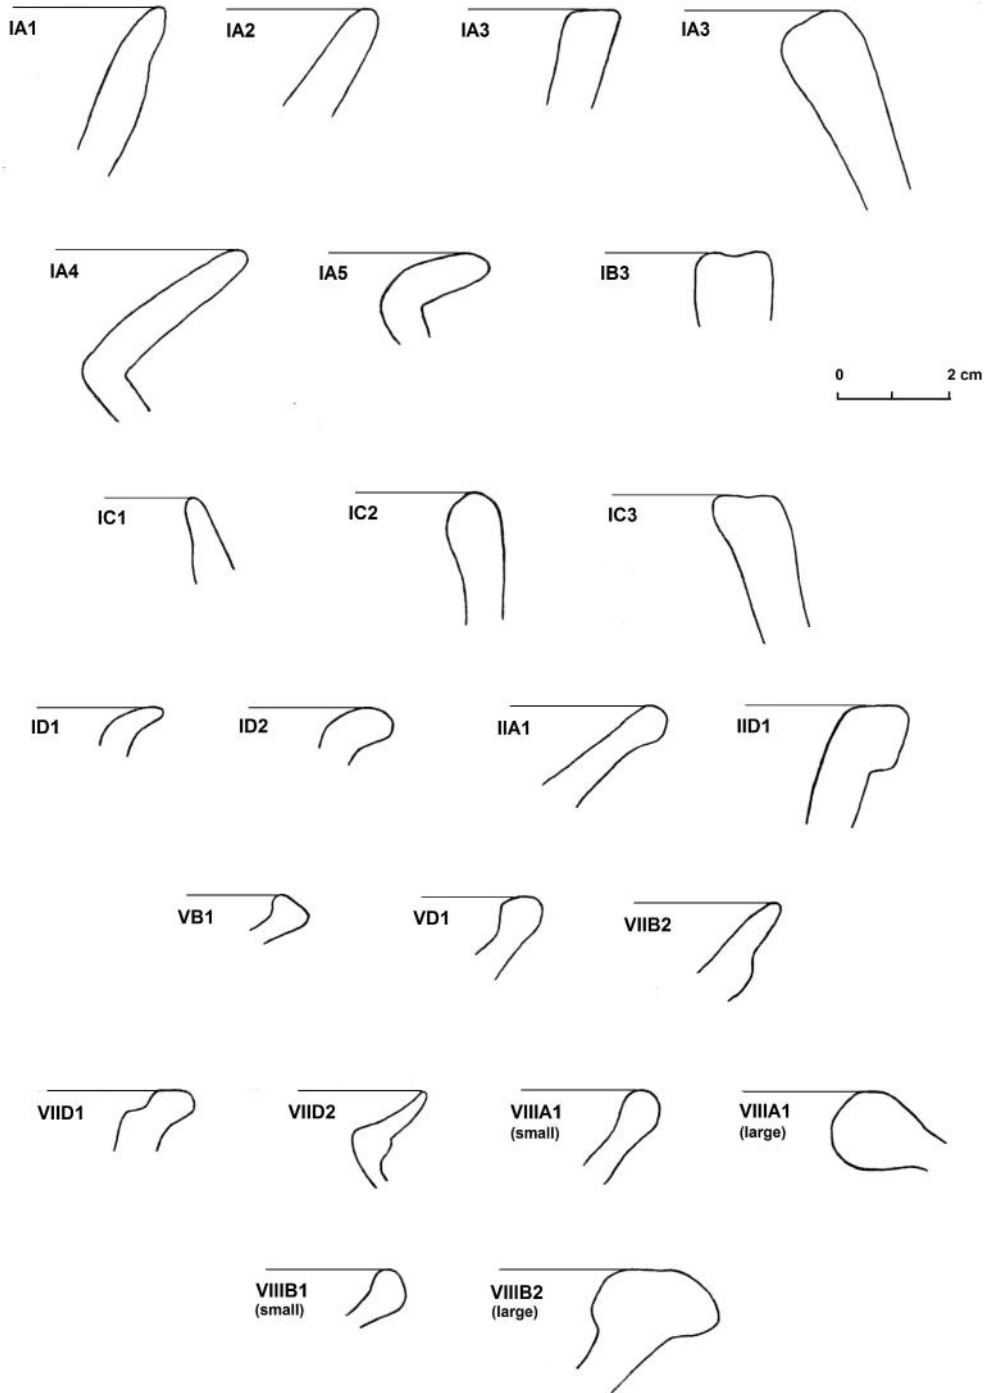 IA1
IA2
IA3
IA3
IA4
IA5
IB3
0 2 cm
IC1
IC2
IC3
ID1
ID2
IIA1
IID1
VB1
VD1
VIIB2
VIID1
VIID2
VIIIA1
(small)
VIIIA1
(large)
VIIIB1
(small)
VIIIB2
(large)